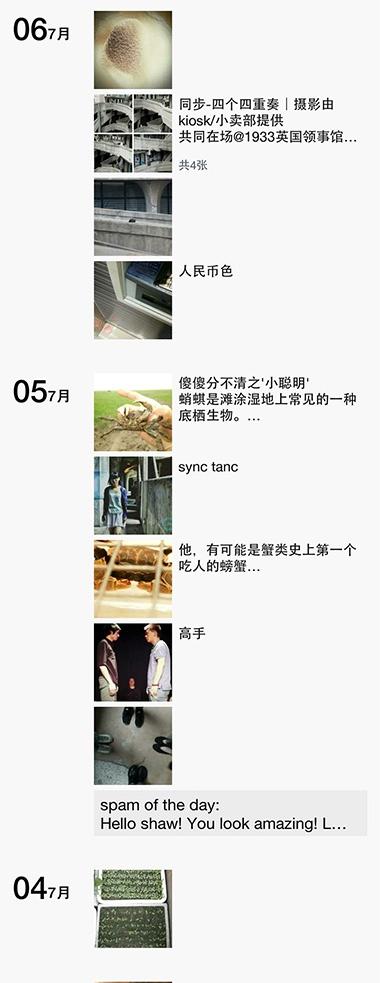 06 7月
同步-四个四重奏｜摄影由
kiosk/小卖部提供
共同在场@1933英国领事馆…
共4张
人民币色
05 7月
傻傻分不清之'小聪明'
蛸蜞是滩涂湿地上常见的一种
底栖生物。…
sync tanc
他，有可能是蟹类史上第一个
吃人的螃蟹…
高手
spam of the day:
Hello shaw! You look amazing! L…
04 7月